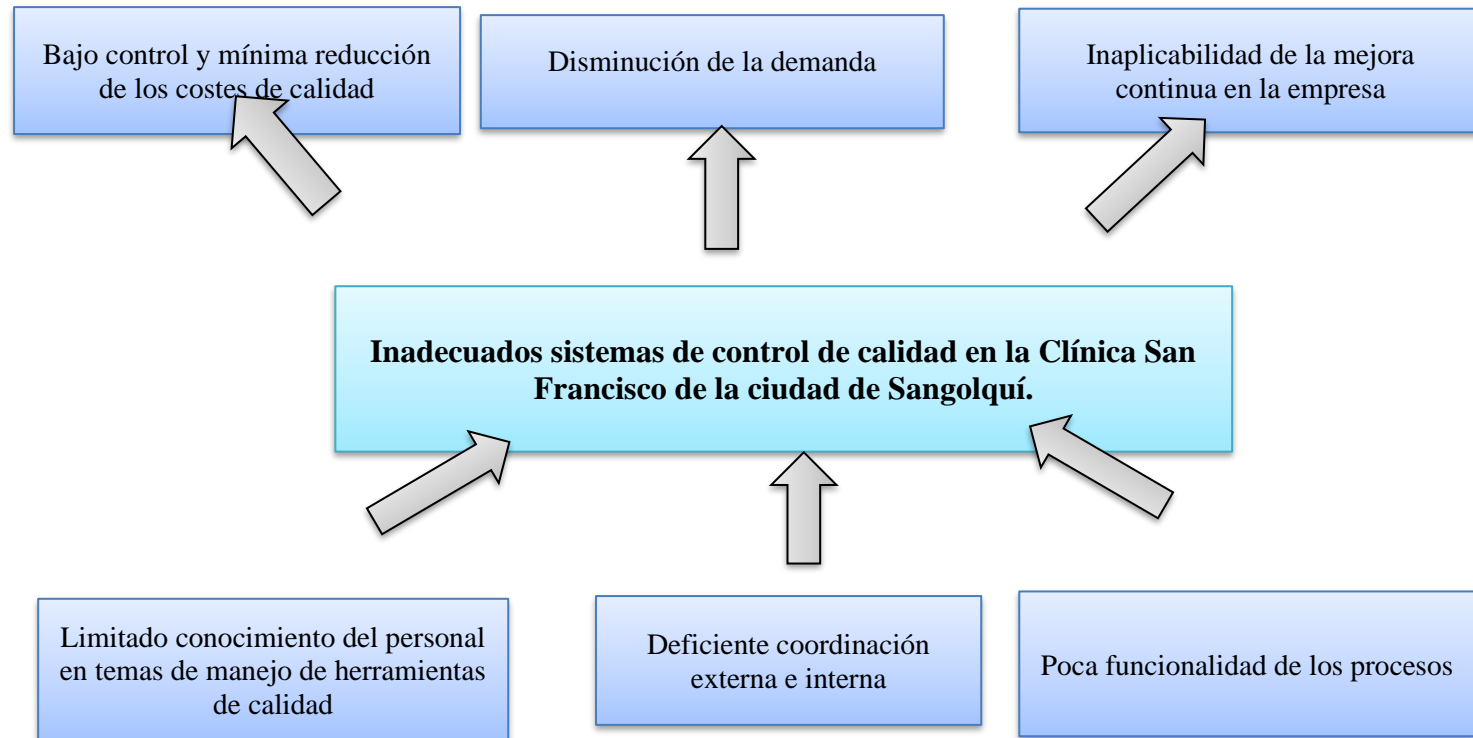 Bajo control y mínima reducción
de los costes de calidad
Disminución de la demanda
Inaplicabilidad de la mejora
continua en la empresa
Inadecuados sistemas de control de calidad en la Clínica San
Francisco de la ciudad de Sangolquí.
Limitado conocimiento del personal
en temas de manejo de herramientas
de calidad
Deficiente coordinación
externa e interna
Poca funcionalidad de los procesos